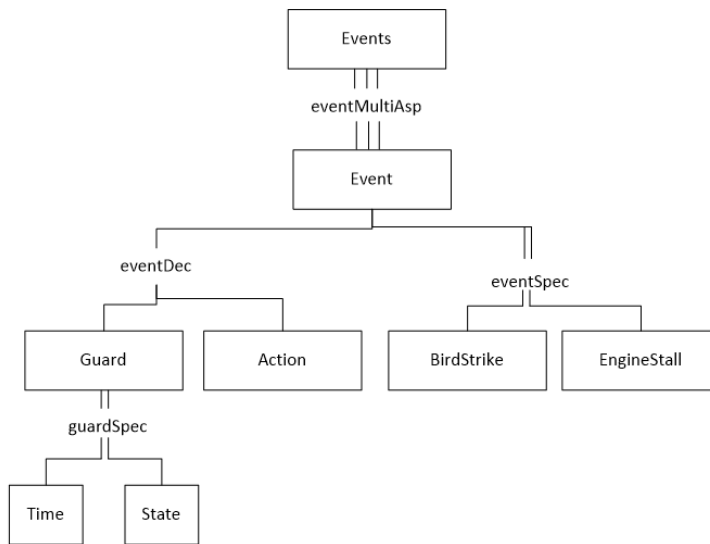 Events
eventMultiAsp
Event
eventDec
eventSpec
Guard
Action
BirdStrike
EngineStall
guardSpec
Time
State